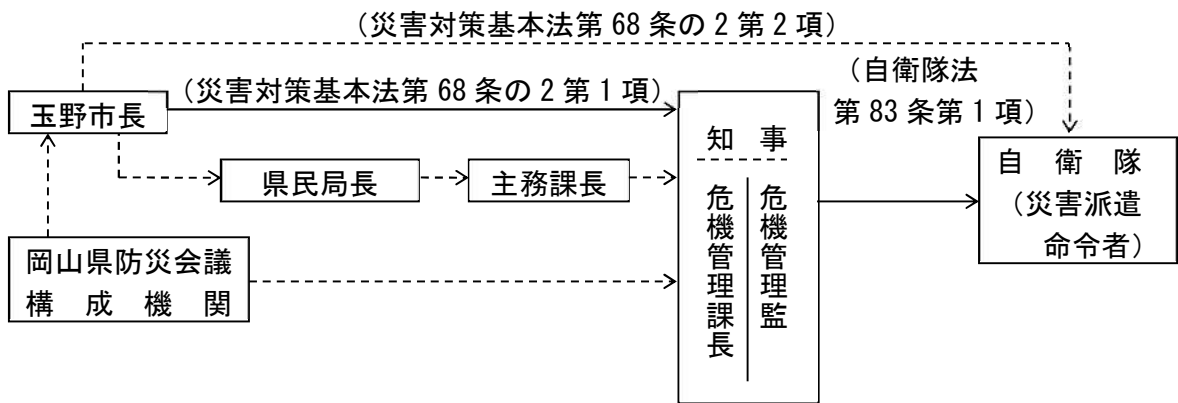 （災害対策基本法第 68 条の 2 第 2 項）
（災害対策基本法第 68 条の 2 第 1 項）
（自衛隊法
第 83 条第 1 項）
玉野市長
知　事
県民局長
主務課長
危機管理監
危機管理課長
自　衛　隊
（災害派遣
命令者）
岡山県防災会議
構　成　機　関